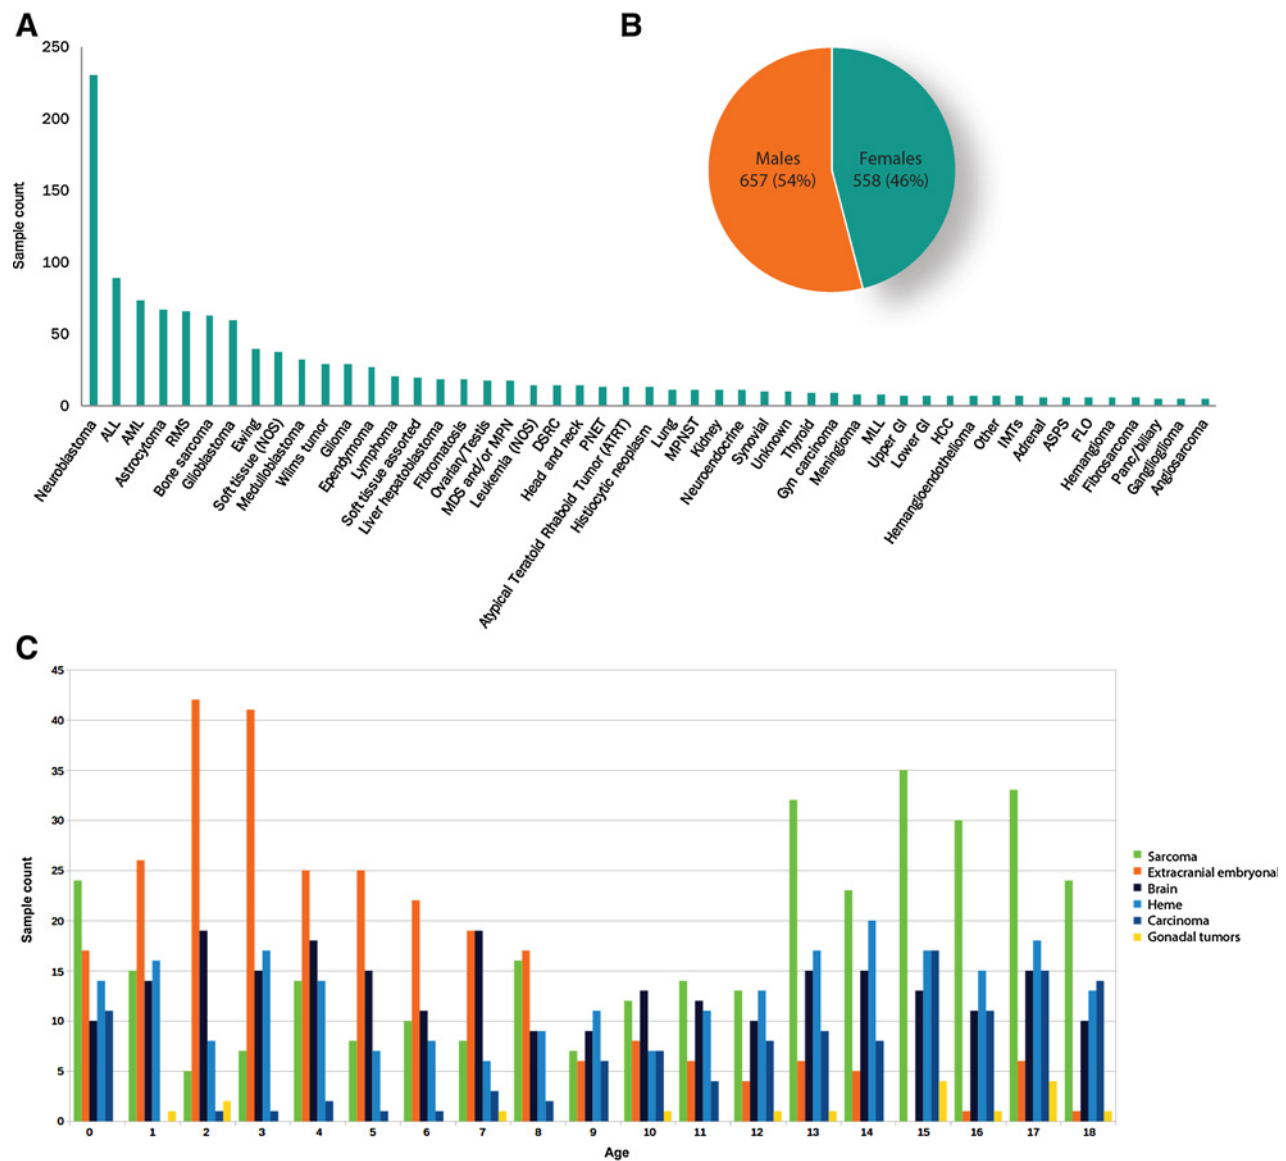 A
250
200
150
100
50
0
Sample count
Neuroblastoma
ALL
AML
Astrocytoma
RMS
Bone sarcoma
Glioblastoma
Ewing
Soft tissue (NOS)
Medulloblastoma
Wilms tumor
Glioma
Ependymoma
Lymphoma
Soft tissue assorted
Liver hepatoblastoma
Fibromatosis
Ovarian/Testis
MDS and/or MPN
Leukemia (NOS)
DSRC
Head and neck
PNET
Atypical Teratoid Rhaboid Tumor (ATRT)
Histiocytic neoplasm
Lung
MPNST
Kidney
Neuroendocrine
Synovial
Unknown
Thyroid
Gyn carcinoma
Meningioma
MLL
Upper GI
Lower GI
HCC
Hemangioendothelioma
Other
IMTs
Adrenal
ASPS
FLO
Hemangioma
Fibrosarcoma
Panc/biliary
Ganglioglioma
Angiosarcoma
B
Males
657 (54%)
Females
558 (46%)
C
45
40
35
30
25
20
15
10
5
0
Sample count
0 1 2 3 4 5 6 7 8 9 10 11 12 13 14 15 16 17 18
Age
Sarcoma
Extracranial embryonal
Brain
Heme
Carcinoma
Gonadal tumors